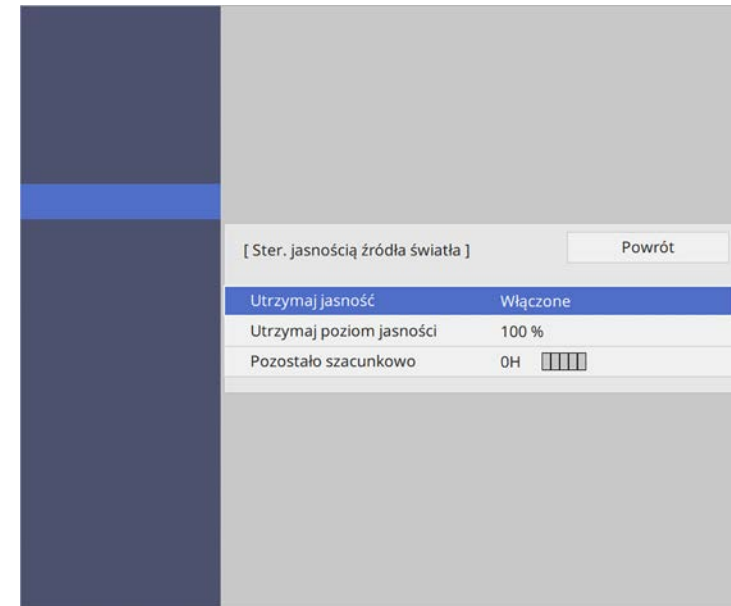 [ Ster. jasnością źródła światła ] Powrót
Utrzymaj jasność Włączone
Utrzymaj poziom jasności 100 %
Pozostało szacunkowo 0H